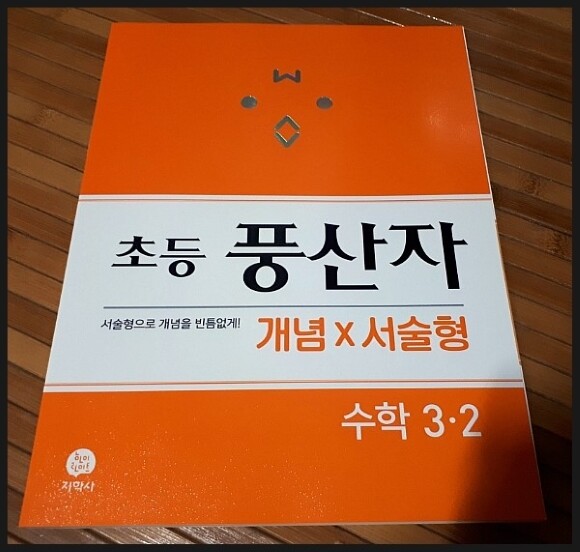 초등 풍산자
서술형으로 개념을 빈틈없게!
개념 x 서술형
수학 3·2
지학사